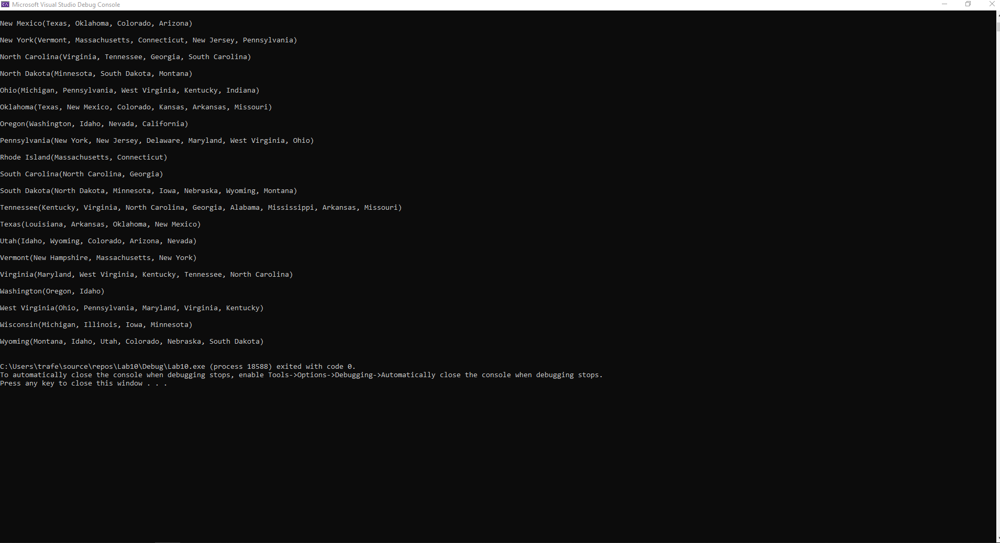 Microsoft Visual Studio Debug Console
New Mexico(Texas, Oklahoma, Colorado, Arizona)
New York(Vermont, Massachusetts, Connecticut, New Jersey, Pennsylvania)
North Carolina(Virginia, Tennessee, Georgia, South Carolina)
North Dakota(Minnesota, South Dakota, Montana)
Ohio(Michigan, Pennsylvania, West Virginia, Kentucky, Indiana)
Oklahoma(Texas, New Mexico, Colorado, Kansas, Arkansas, Missouri)
Oregon(Washington, Idaho, Nevada, California)
Pennsylvania(New York, New Jersey, Delaware, Maryland, West Virginia, Ohio)
Rhode Island(Massachusetts, Connecticut)
South Carolina(North Carolina, Georgia)
South Dakota(North Dakota, Minnesota, Iowa, Nebraska, Wyoming, Montana)
Tennessee(Kentucky, Virginia, North Carolina, Georgia, Alabama, Mississippi, Arkansas, Missouri)
Texas(Louisiana, Arkansas, Oklahoma, New Mexico)
Utah(Idaho, Wyoming, Colorado, Arizona, Nevada)
Vermont(New Hampshire, Massachusetts, New York)
Virginia(Maryland, West Virginia, Kentucky, Tennessee, North Carolina)
Washington(Oregon, Idaho)
West Virginia(Ohio, Pennsylvania, Maryland, Virginia, Kentucky)
Wisconsin(Michigan, Illinois, Iowa, Minnesota)
Wyoming(Montana, Idaho, Utah, Colorado, Nebraska, South Dakota)
C:\Users\trafe\source\repos\Lab10\Debug\Lab10.exe (process 18588) exited with code 0.
To automatically close the console when debugging stops, enable Tools->Options->Debugging->Automatically close the console when debugging stops.
Press any key to close this window . . .